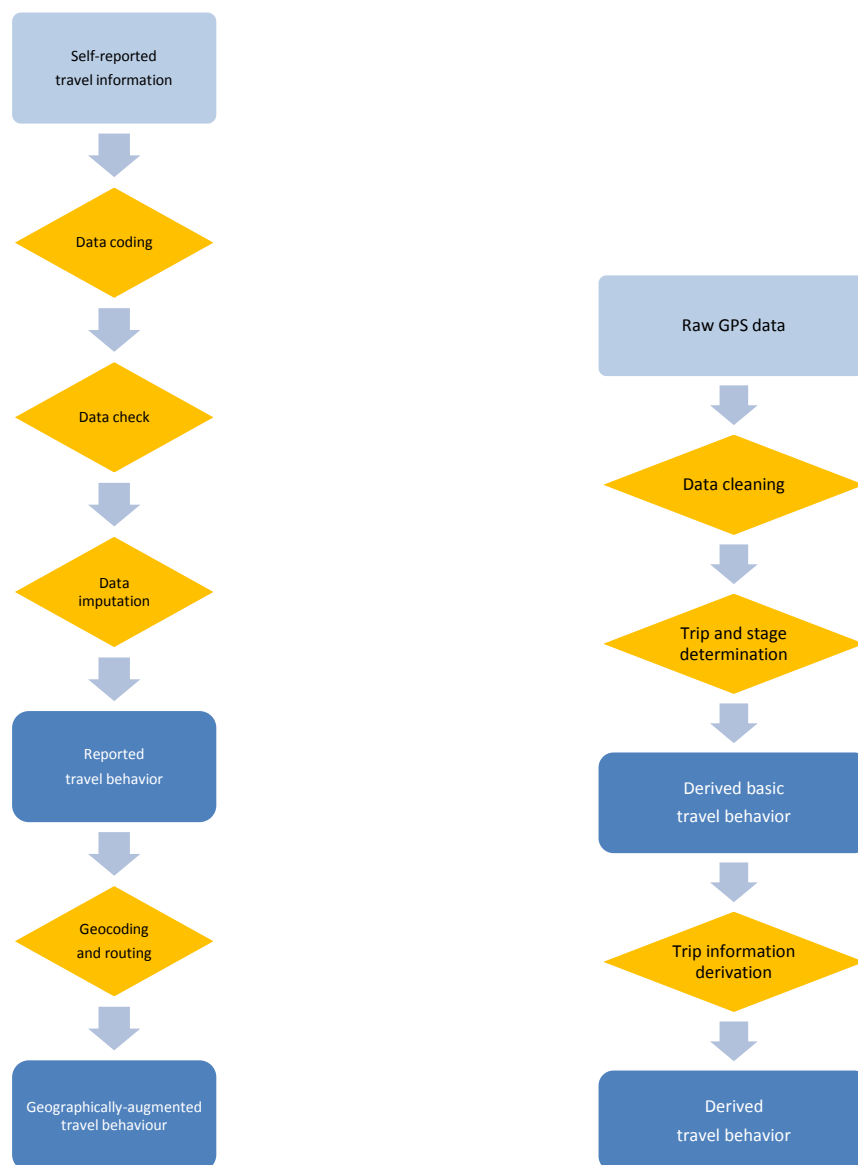 Self-reported
travel information
Data coding
Data check
Data
imputation
Reported
travel behavior
Geocoding
and routing
Geographically-augmented
travel behaviour
Raw GPS data
Data cleaning
Trip and stage
determination
Derived basic
travel behavior
Trip information
derivation
Derived
travel behavior